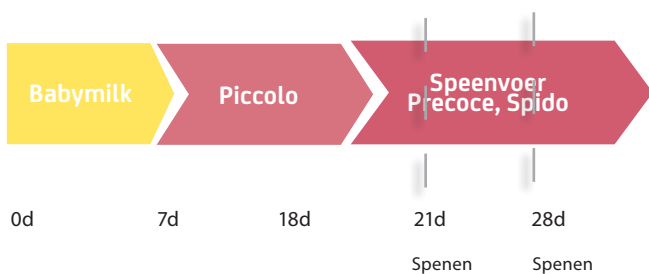 Babymilk
Piccolo
Speenvoer
Precoce, Spido
0d 7d 18d 21d 28d
Spenen Spenen